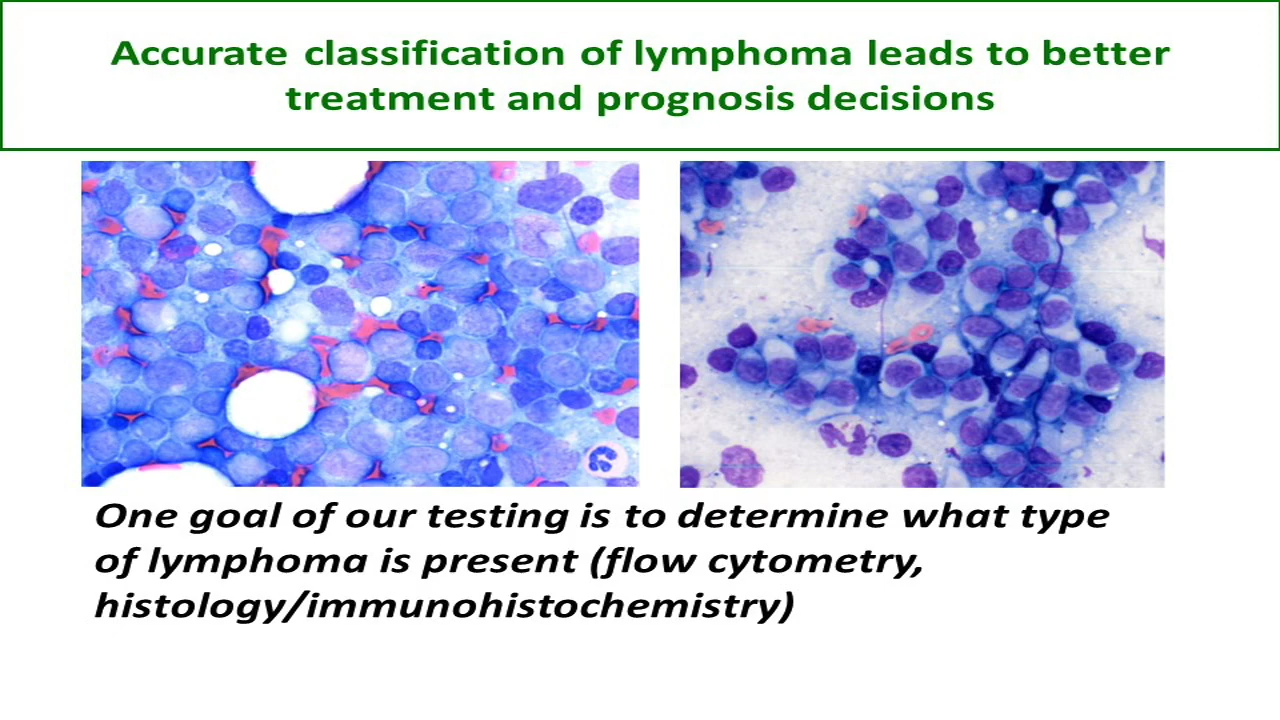 Accurate classification of lymphoma leads to better
treatment and prognosis decisions
One goal of our testing is to determine what type
of lymphoma is present (flow cytometry,
histology/immunohistochemistry)